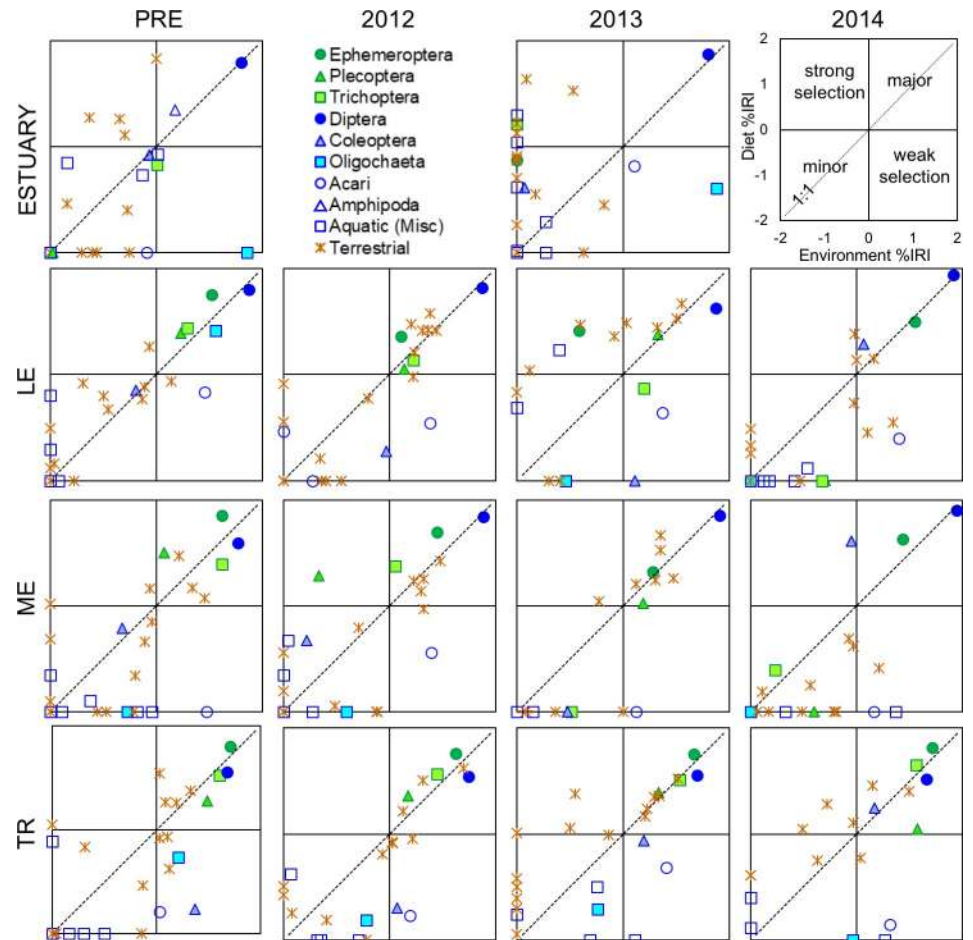 PRE
2012
2013
2014
ESTUARY
Ephemeroptera
Plecoptera
Trichoptera
Diptera
Coleoptera
Oligochaeta
Acari
Amphipoda
Aquatic (Misc)
Terrestrial
Diet %IRI
2
1
0
-1
-2
strong
selection
major
minor
weak
selection
1:1
-2
-1
0
1
2
Environment %IRI
LE
ME
TR